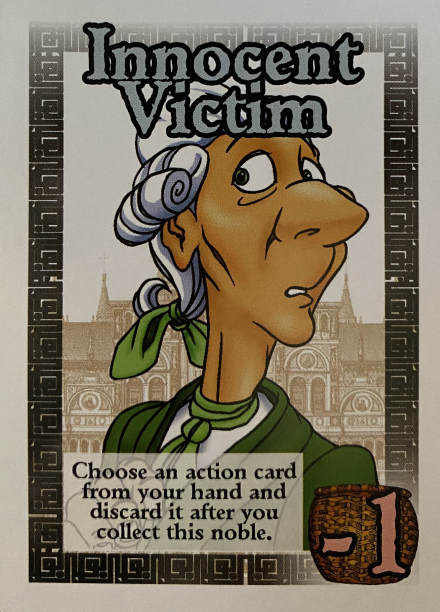 Innocent
Victim
Choose an action card
from your hand and
discard it after you
collect this noble.
-1